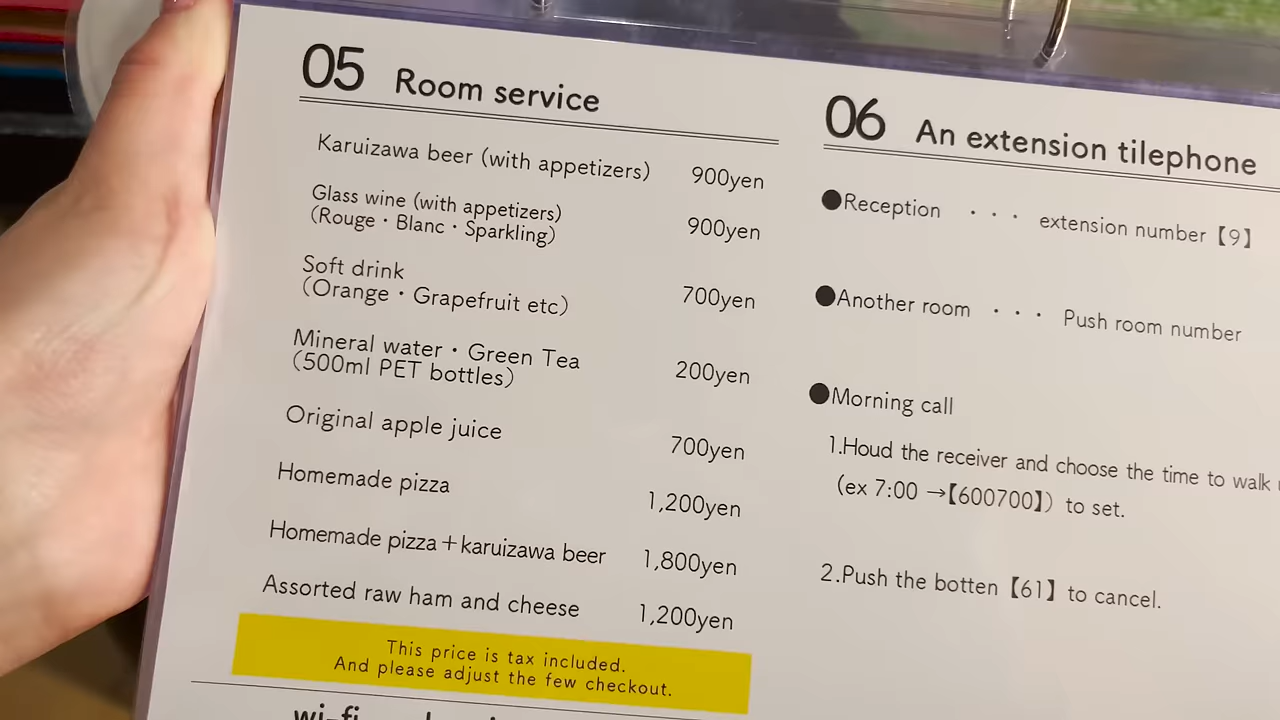 05 Room service
Karuizawa beer (with appetizers) 900yen
Glass wine (with appetizers)
(Rouge・Blanc・Sparkling) 900yen
Soft drink
(Orange・Grapefruit etc) 700yen
Mineral water・Green Tea
(500ml PET bottles) 200yen
Original apple juice 700yen
Homemade pizza 1,200yen
Homemade pizza+karuizawa beer 1,800yen
Assorted raw ham and cheese 1,200yen
This price is tax included.
And please adjust the few checkout.
wi-fi
06 An extension tilephone
●Reception ・・・ extension number【9】
●Another room ・・・ Push room number
●Morning call
1.Houd the receiver and choose the time to walk
(ex 7:00 →【600700】) to set.
2.Push the botten【61】to cancel.